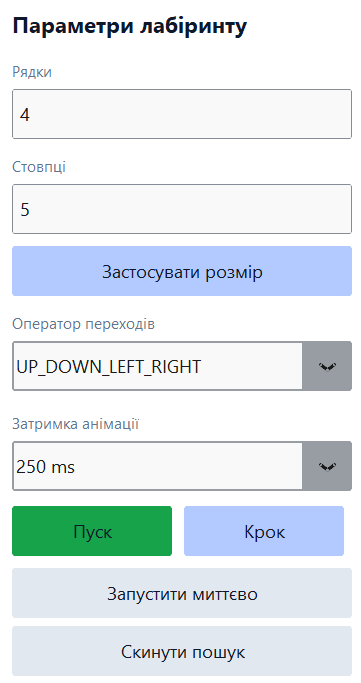 Параметри лабіринту
Рядки
4
Стовпці
5
Застосувати розмір
Оператор переходів
UP_DOWN_LEFT_RIGHT
Затримка анімації
250 ms
Пуск
Крок
Запустити миттєво
Скинути пошук